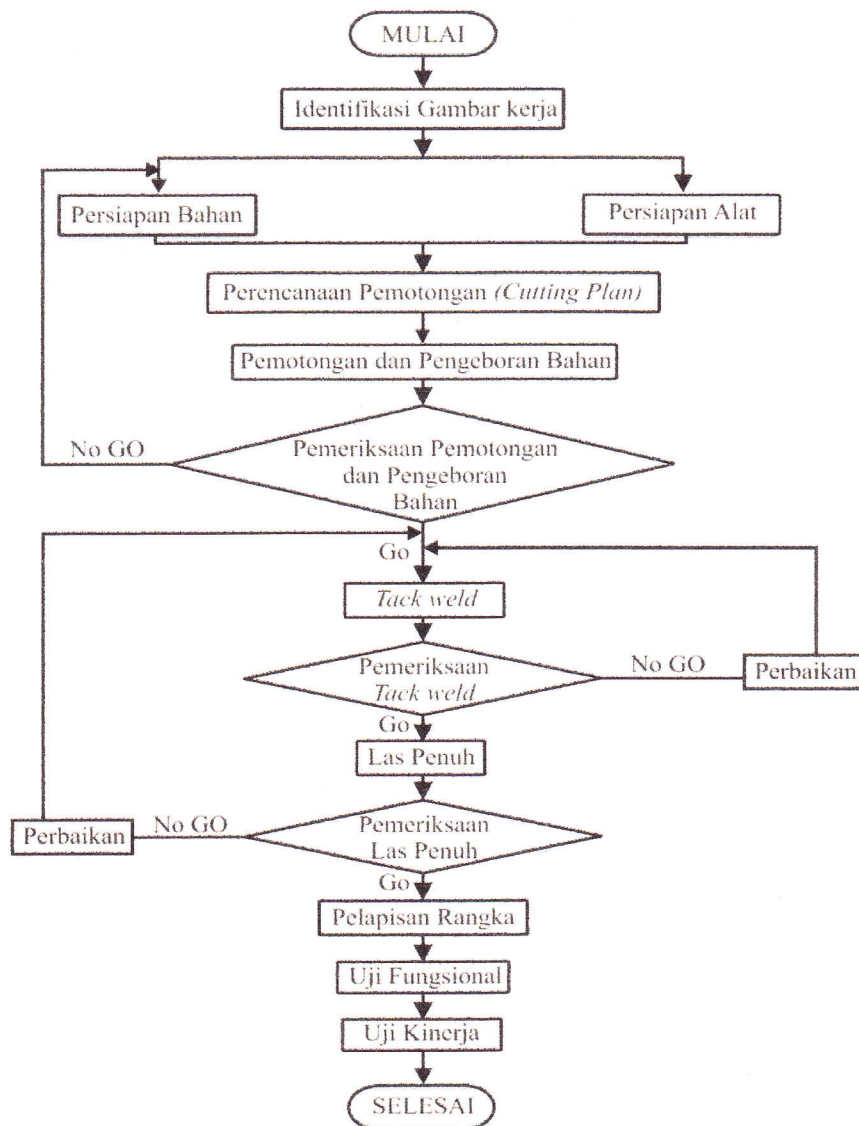 MULAI
Identifikasi Gambar kerja
Persiapan Bahan
Persiapan Alat
Perencanaan Pemotongan (Cutting Plan)
Pemotongan dan Pengeboran Bahan
No GO
Pemeriksaan Pemotongan
dan Pengeboran
Bahan
Go
Tack weld
Pemeriksaan
Tack weld
No GO
Perbaikan
Go
Las Penuh
Perbaikan
No GO
Pemeriksaan
Las Penuh
Go
Pelapisan Rangka
Uji Fungsional
Uji Kinerja
SELESAI